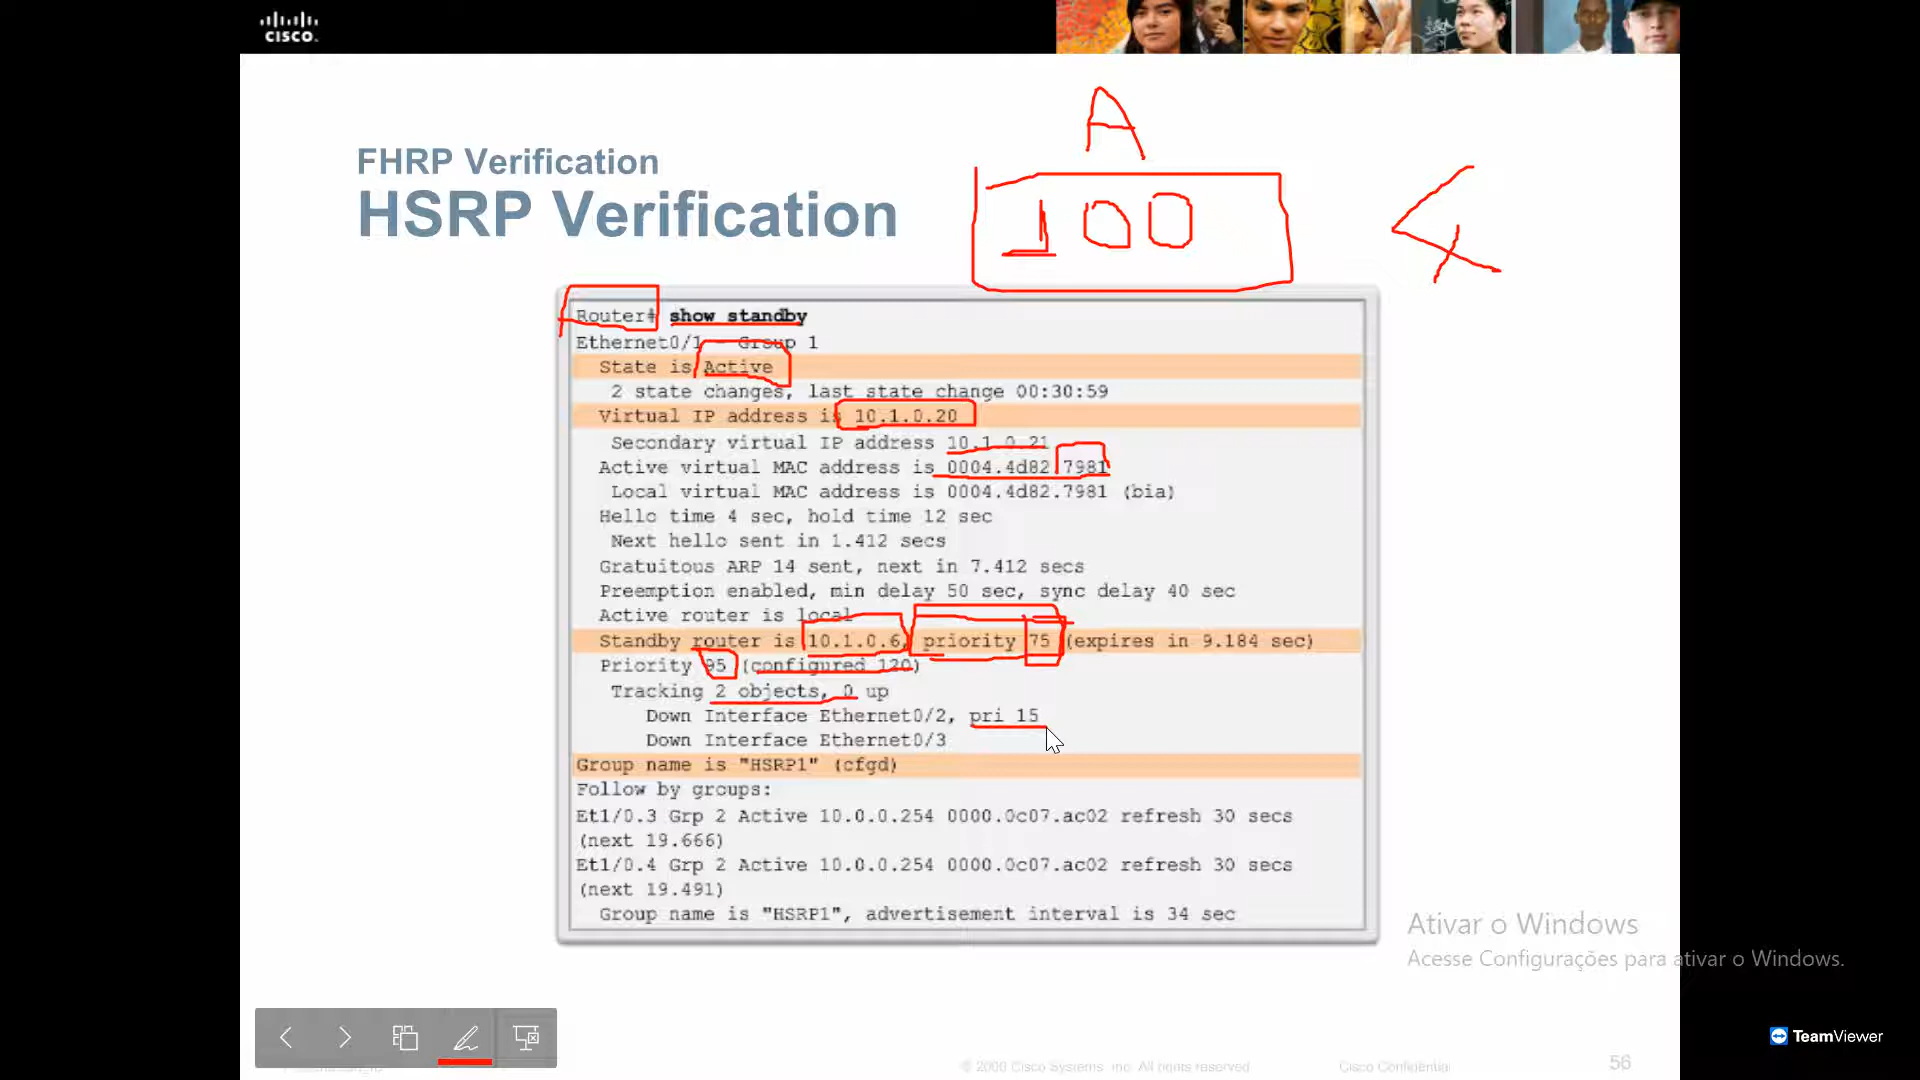 CISCO
A
100
FHRP Verification
HSRP Verification
Router# show standby
Ethernet0/1 - Group 1
State is Active
2 state changes, last state change 00:30:59
Virtual IP address is 10.1.0.20
Secondary virtual IP address 10.1.0.21
Active virtual MAC address is 0004.4d82.7981
Local virtual MAC address is 0004.4d82.7981 (bia)
Hello time 4 sec, hold time 12 sec
Next hello sent in 1.412 secs
Gratuitous ARP 14 sent, next in 7.412 secs
Preemption enabled, min delay 50 sec, sync delay 40 sec
Active router is local
Standby router is 10.1.0.6, priority 75 (expires in 9.184 sec)
Priority 95 (configured 120)
Tracking 2 objects, 0 up
Down Interface Ethernet0/2, pri 15
Down Interface Ethernet0/3
Group name is "HSRP1" (cfgd)
Follow by groups:
Et1/0.3 Grp 2 Active 10.0.0.254 0000.0c07.ac02 refresh 30 secs
(next 19.666)
Et1/0.4 Grp 2 Active 10.0.0.254 0000.0c07.ac02 refresh 30 secs
(next 19.491)
Group name is "HSRP1", advertisement interval is 34 sec
Ativar o Windows
Acesse Configurações para ativar o Windows.
TeamViewer
Cisco Systems, Inc. All rights reserved.
Cisco Confidential
56